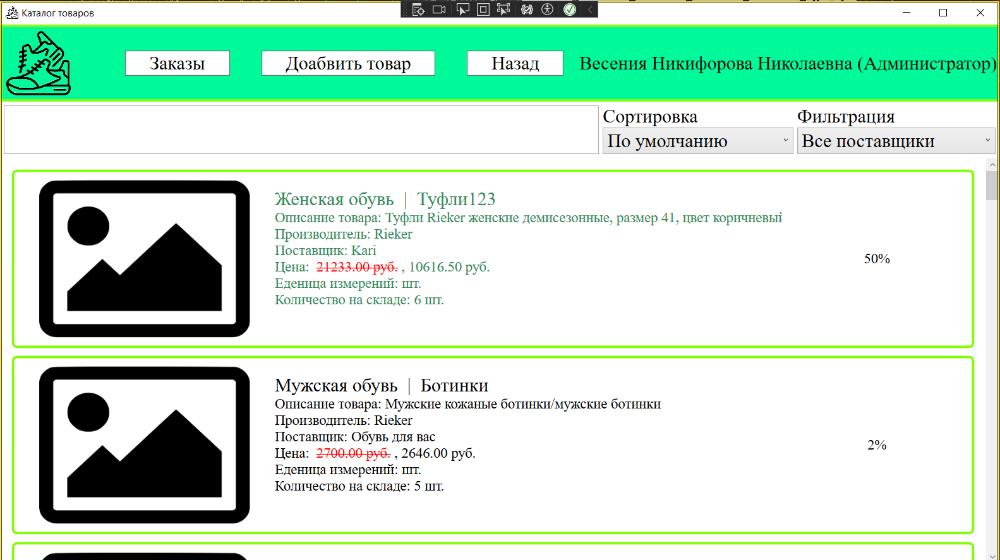 Каталог товаров
Заказы
Доабвить товар
Назад
Весения Никифорова Николаевна (Администратор)
Сортировка
Фильтрация
По умолчанию
Все поставщики
Женская обувь | Туфли123
Описание товара: Туфли Rieker женские демисезонные, размер 41, цвет коричневый
Производитель: Rieker
Поставщик: Kari
Цена: 21233.00 руб. , 10616.50 руб.
Еденица измерений: шт.
Количество на складе: 6 шт.
50%
Мужская обувь | Ботинки
Описание товара: Мужские кожаные ботинки/мужские ботинки
Производитель: Rieker
Поставщик: Обувь для вас
Цена: 2700.00 руб. , 2646.00 руб.
Еденица измерений: шт.
Количество на складе: 5 шт.
2%